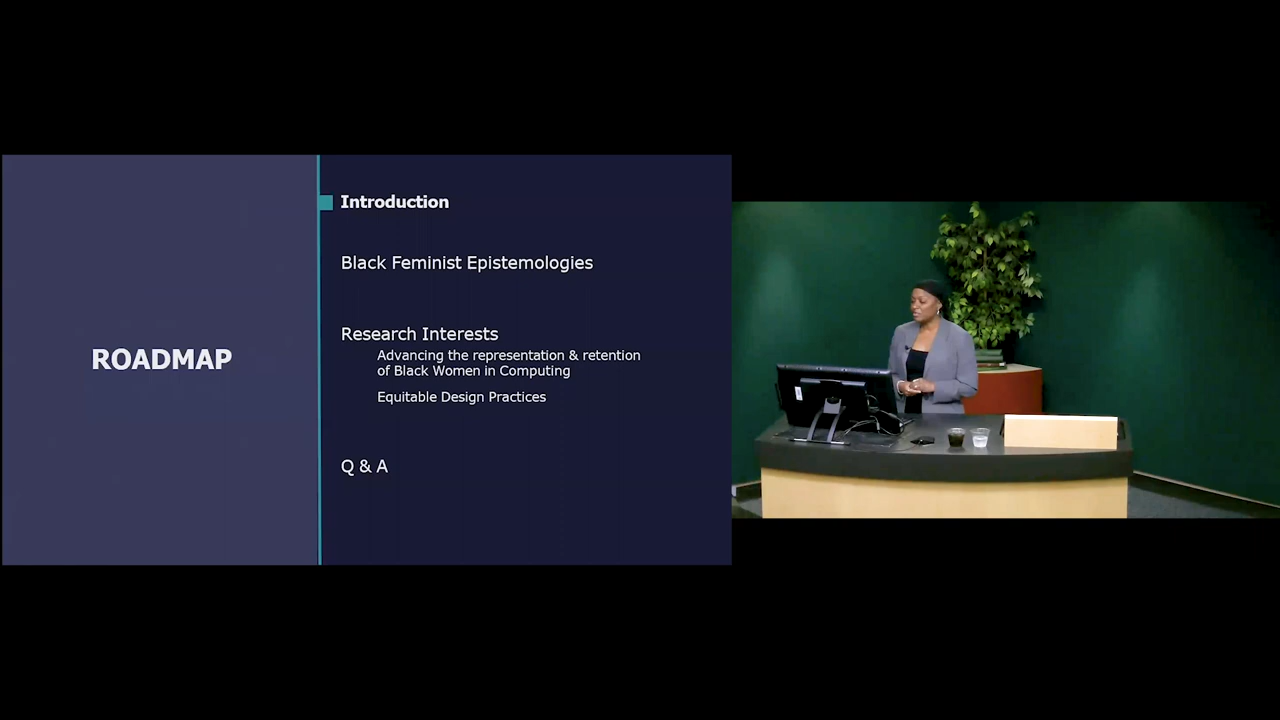 ROADMAP
Introduction
Black Feminist Epistemologies
Research Interests
Advancing the representation & retention
of Black Women in Computing
Equitable Design Practices
Q & A